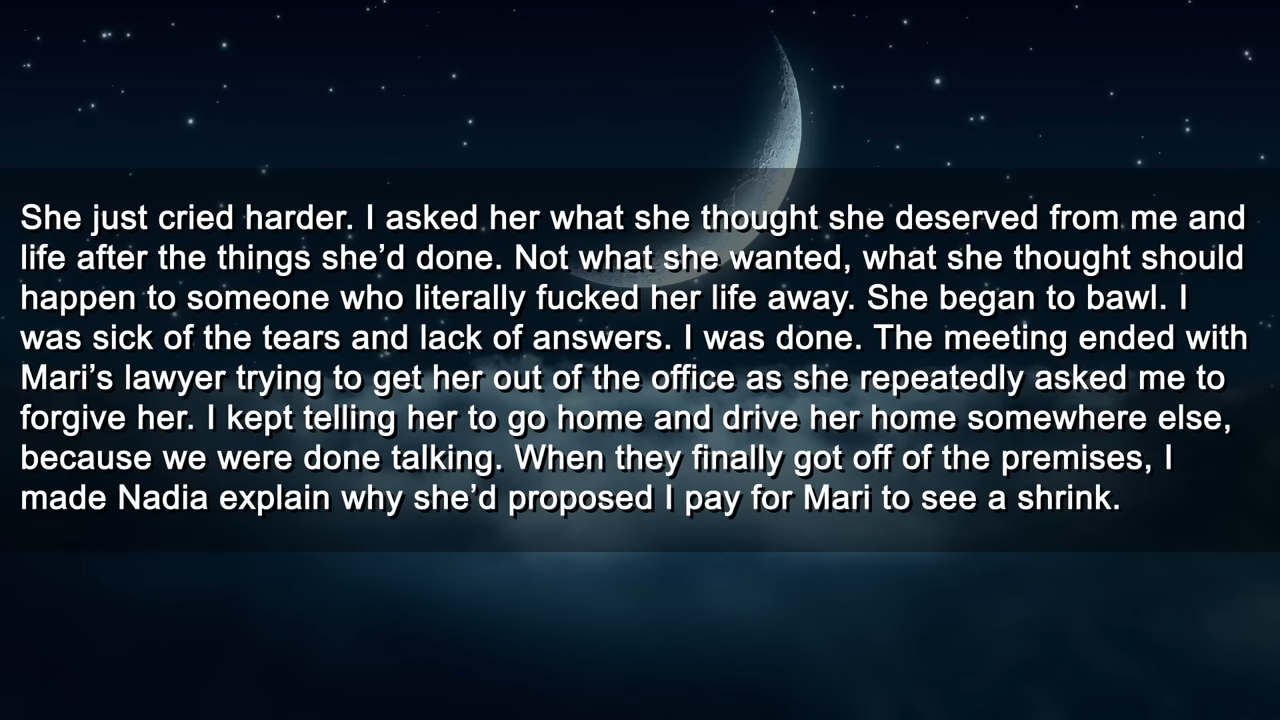 She just cried harder. I asked her what she thought she deserved from me and
life after the things she’d done. Not what she wanted, what she thought should
happen to someone who literally fucked her life away. She began to bawl. I
was sick of the tears and lack of answers. I was done. The meeting ended with
Mari’s lawyer trying to get her out of the office as she repeatedly asked me to
forgive her. I kept telling her to go home and drive her home somewhere else,
because we were done talking. When they finally got off of the premises, I
made Nadia explain why she’d proposed I pay for Mari to see a shrink.